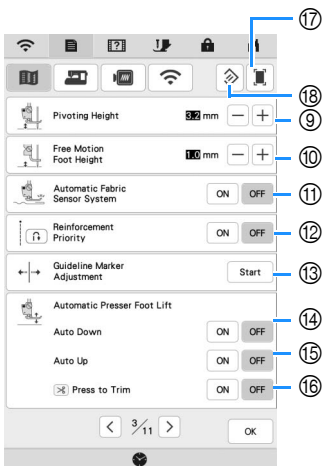 ⑰
⑱
Pivoting Height 3.2 mm − +
⑨
Free Motion
Foot Height 1.0 mm − +
⑩
Automatic Fabric
Sensor System ON OFF
⑪
Reinforcement
Priority ON OFF
⑫
Guideline Marker
Adjustment Start
⑬
Automatic Presser Foot Lift
⑭
Auto Down ON OFF
Auto Up ON OFF
⑮
Press to Trim ON OFF
⑯
< 3/11 > OK